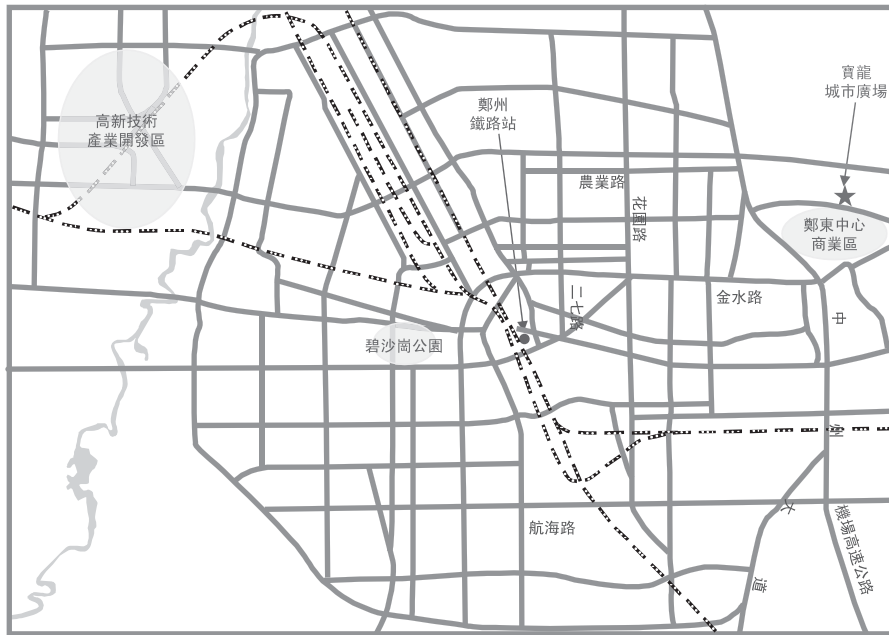 寶龍
城市廣場
鄭州
鐵路站
高新技術
產業開發區
農業路
花園路
鄭東中心
商業區
二七路
金水路
碧沙崗公園
中州大道
航海路
機場高速公路